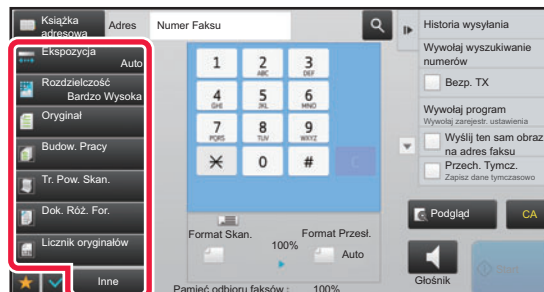 Książka
adresowa
Adres
Numer Faksu
Ekspozycja
Auto
Rozdzielczość
Bardzo Wysoka
Oryginał
Budow. Pracy
Tr. Pow. Skan.
Dok. Róż. For.
Licznik oryginałów
Inne
1
2
ABC
3
DEF
4
GHI
5
JKL
6
MNO
7
PQRS
8
TUV
9
WXYZ
0
#
C
Format Skan.
100%
Format Przesł.
Auto
Pamięć odbioru faksów : 100%
Historia wysyłania
Wywołaj wyszukiwanie
numerów
Bezp. TX
Wywołaj program
Wywołaj zarejestr. ustawienia
Wyślij ten sam obraz
na adres faksu
Przech. Tymcz.
Zapisz dane tymczasowo
Podgląd
CA
Głośnik
Start